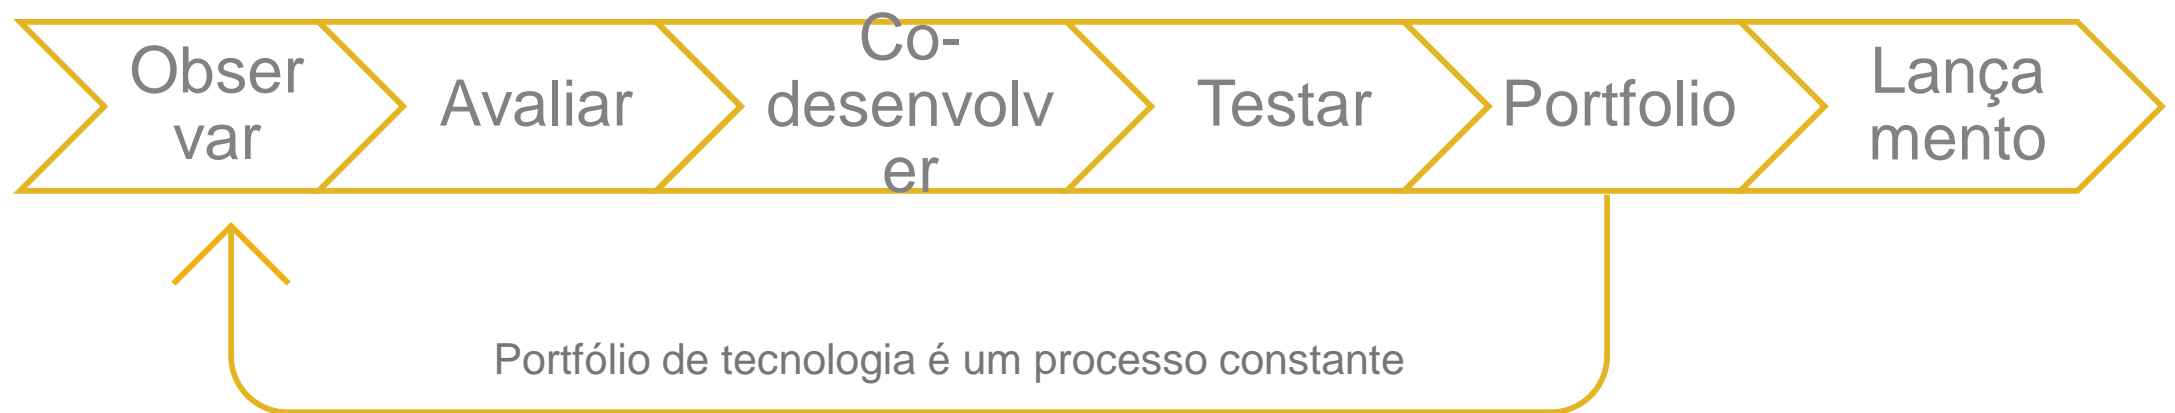 Obser
var
Avaliar
Co-
desenvolv
er
Testar
Portfolio
Lança
mento
Portfólio de tecnologia é um processo constante